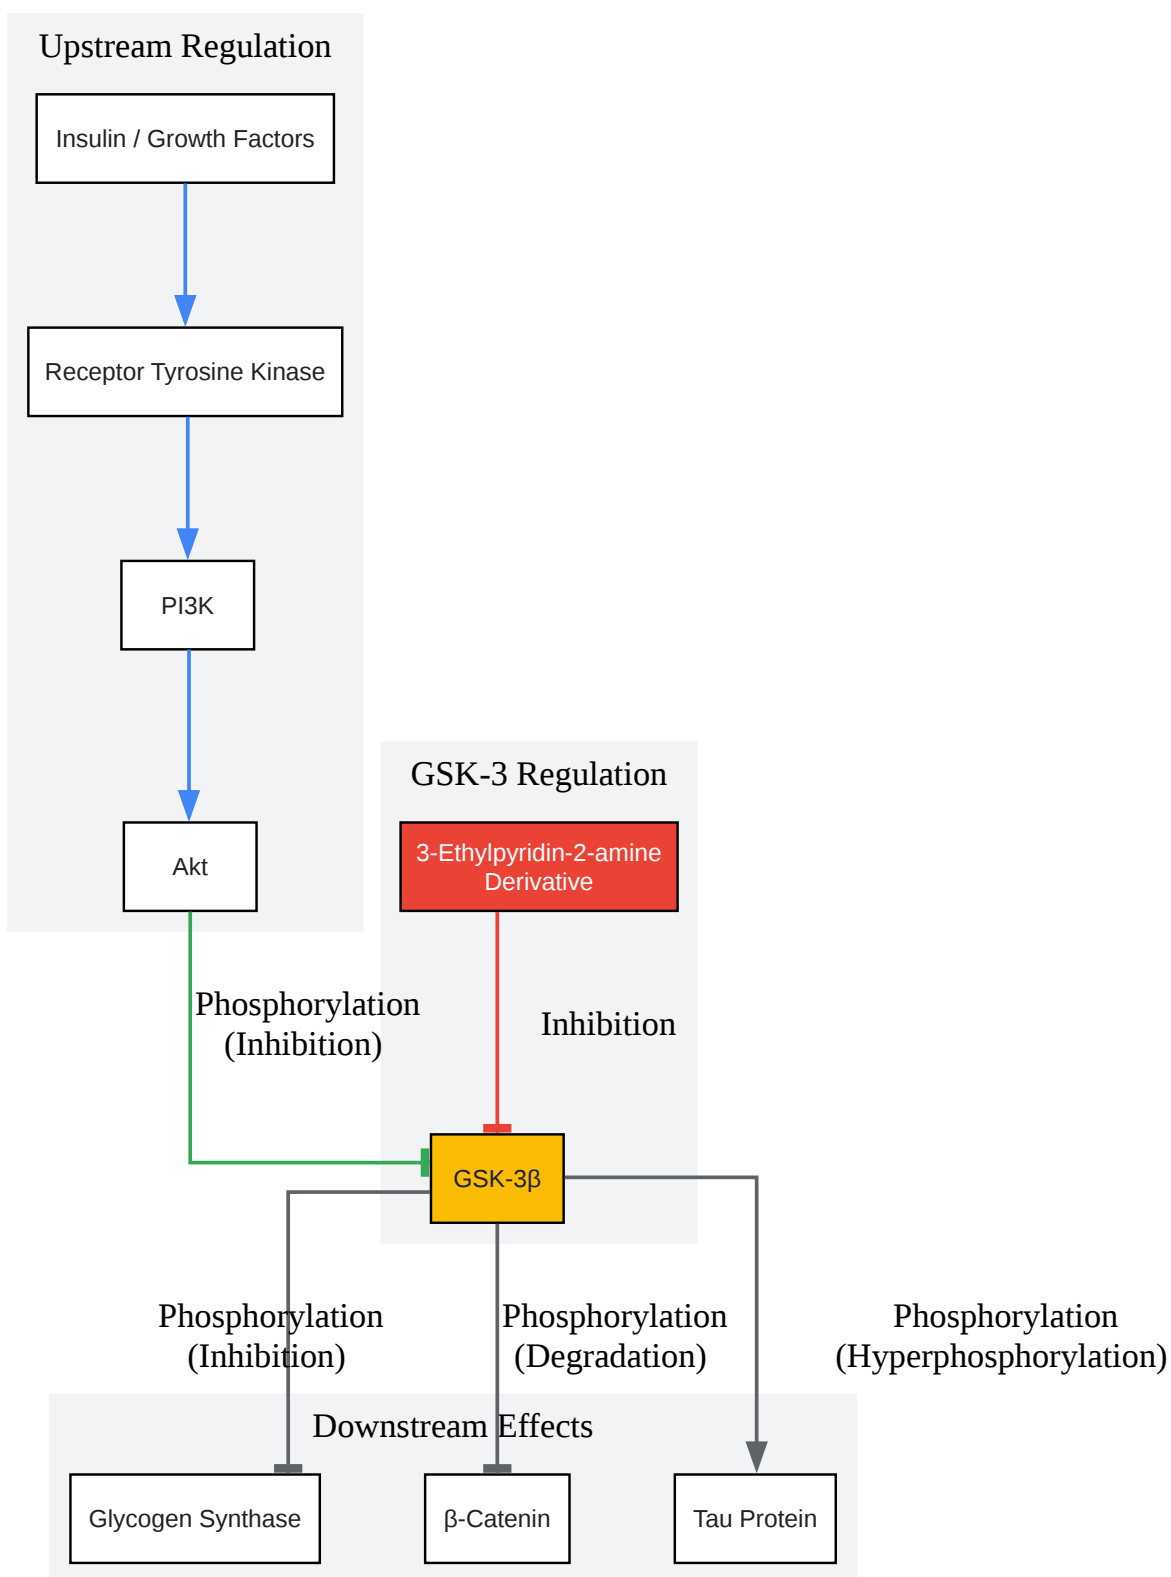 Upstream Regulation
Insulin / Growth Factors
Receptor Tyrosine Kinase
PI3K
Akt
GSK-3 Regulation
3-Ethylpyridin-2-amine
Derivative
Phosphorylation
(Inhibition)
Inhibition
GSK-3β
Phosphorylation
(Inhibition)
Phosphorylation
(Degradation)
Phosphorylation
(Hyperphosphorylation)
Downstream Effects
Glycogen Synthase
β-Catenin
Tau Protein